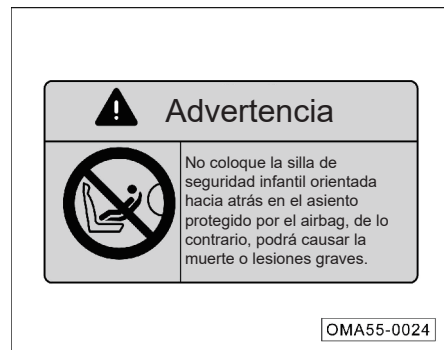 Advertencia
No coloque la silla de
seguridad infantil orientada
hacia atrás en el asiento
protegido por el airbag, de lo
contrario, podrá causar la
muerte o lesiones graves.
OMA55-0024